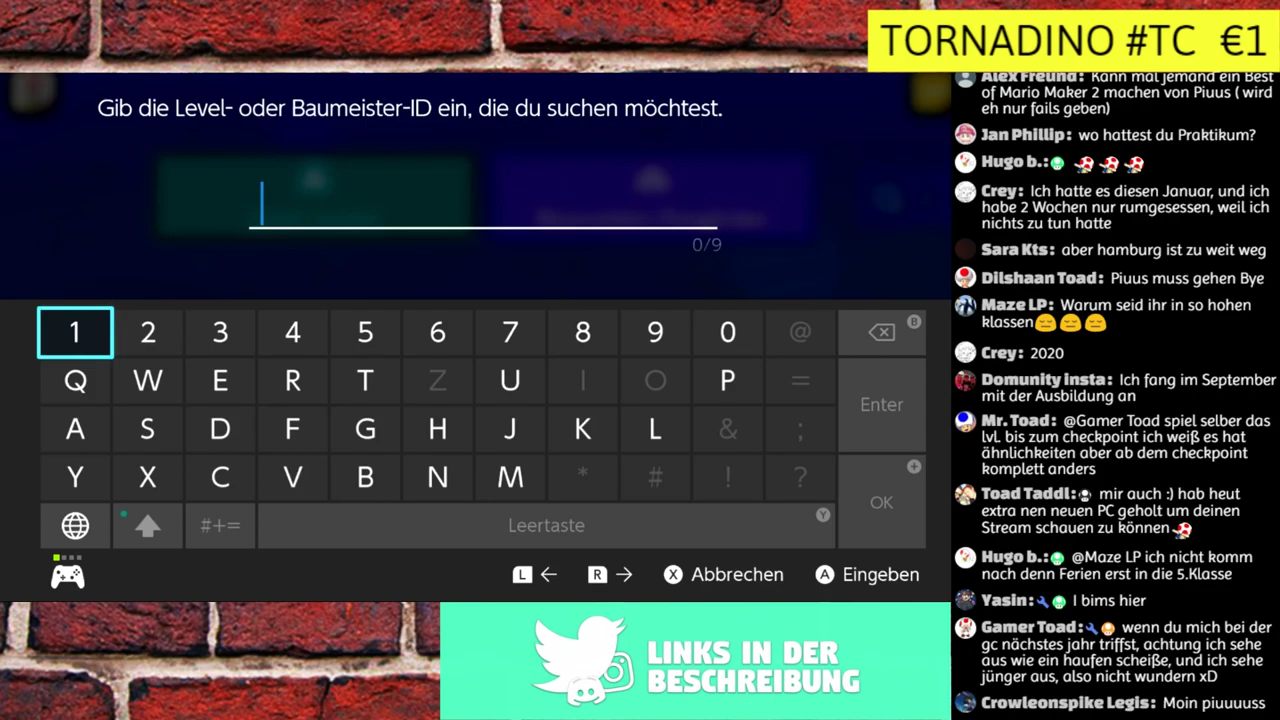 TORNADINO #TC €1
Gib die Level- oder Baumeister-ID ein, die du suchen möchtest.
0/9
1 2 3 4 5 6 7 8 9 0 @ B
Q W E R T Z U I O P =
Enter
A S D F G H J K L & ;
Y X C V B N M * # ! ? +
OK
#+= Leertaste Y
L ← R → X Abbrechen A Eingeben
LINKS IN DER
BESCHREIBUNG
Alex Freund: Kann mal jemand ein Best
of Mario Maker 2 machen von Piuus ( wird
eh nur fails geben)
Jan Phillip: wo hattest du Praktikum?
Hugo b.:
Crey: Ich hatte es diesen Januar, und ich
habe 2 Wochen nur rumgesessen, weil ich
nichts zu tun hatte
Sara Kts: aber hamburg ist zu weit weg
Dilshaan Toad: Piuus muss gehen Bye
Maze LP: Warum seid ihr in so hohen
klassen
Crey: 2020
Domunity insta: Ich fang im September
mit der Ausbildung an
Mr. Toad: @Gamer Toad spiel selber das
lvl. bis zum checkpoint ich weiß es hat
ähnlichkeiten aber ab dem checkpoint
komplett anders
Toad Taddl: mir auch :) hab heut
extra nen neuen PC geholt um deinen
Stream schauen zu können
Hugo b.: @Maze LP ich nicht komm
nach denn Ferien erst in die 5.Klasse
Yasin: I bims hier
Gamer Toad: wenn du mich bei der
gc nächstes jahr triffst, achtung ich sehe
aus wie ein haufen scheiße, und ich sehe
jünger aus, also nicht wundern xD
Crowleonspike Legis: Moin piuuuuss